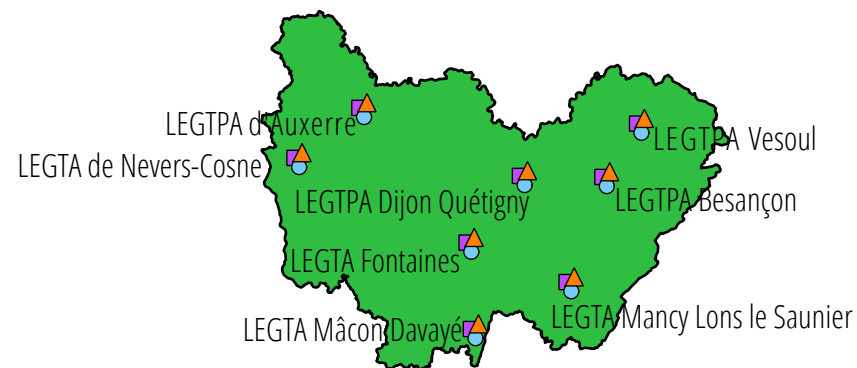 LEGTPA d'Auxerre
LEGTPA Vesoul
LEGTA de Nevers-Cosne
LEGTPA Dijon Quétigny
LEGTPA Besançon
LEGTA Fontaines
LEGTA Mâcon Davayé
LEGTA Mancy Lons le Saunier